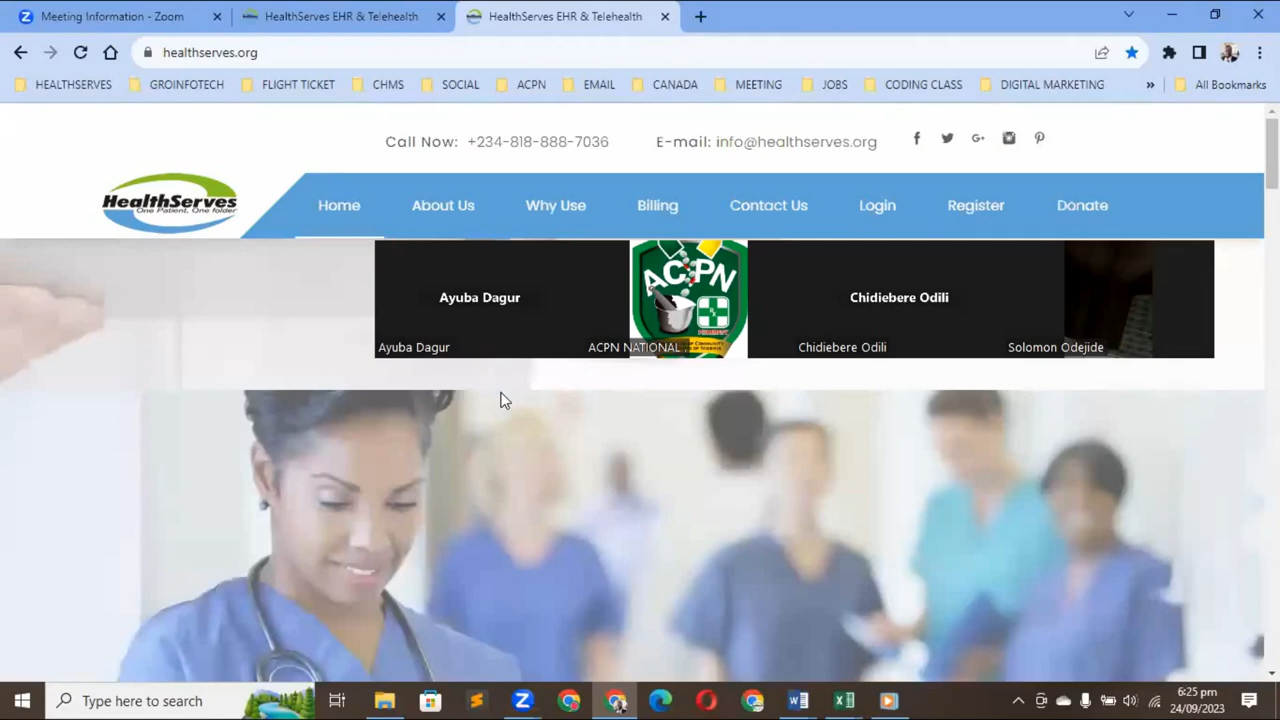 Meeting Information - Zoom
HealthServes EHR & Telehealth
HealthServes EHR & Telehealth
healthserves.org
HEALTHSERVES GROINFOTECH FLIGHT TICKET CHMS SOCIAL ACPN EMAIL CANADA MEETING JOBS CODING CLASS DIGITAL MARKETING » All Bookmarks
Call Now: +234-818-888-7036 E-mail: info@healthserves.org
HealthServes
One Patient, One folder
Home About Us Why Use Billing Contact Us Login Register Donate
ACPN
Ayuba Dagur
Chidiebere Odili
Ayuba Dagur
ACPN NATIONAL
Chidiebere Odili
Solomon Odejide
Type here to search
6:25 pm
24/09/2023